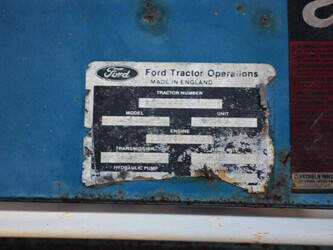 Ford Ford Tractor Operations
MADE IN ENGLAND
TRACTOR NUMBER
MODEL UNIT
ENGINE
TRANSMISSION
HYDRAULIC PUMP